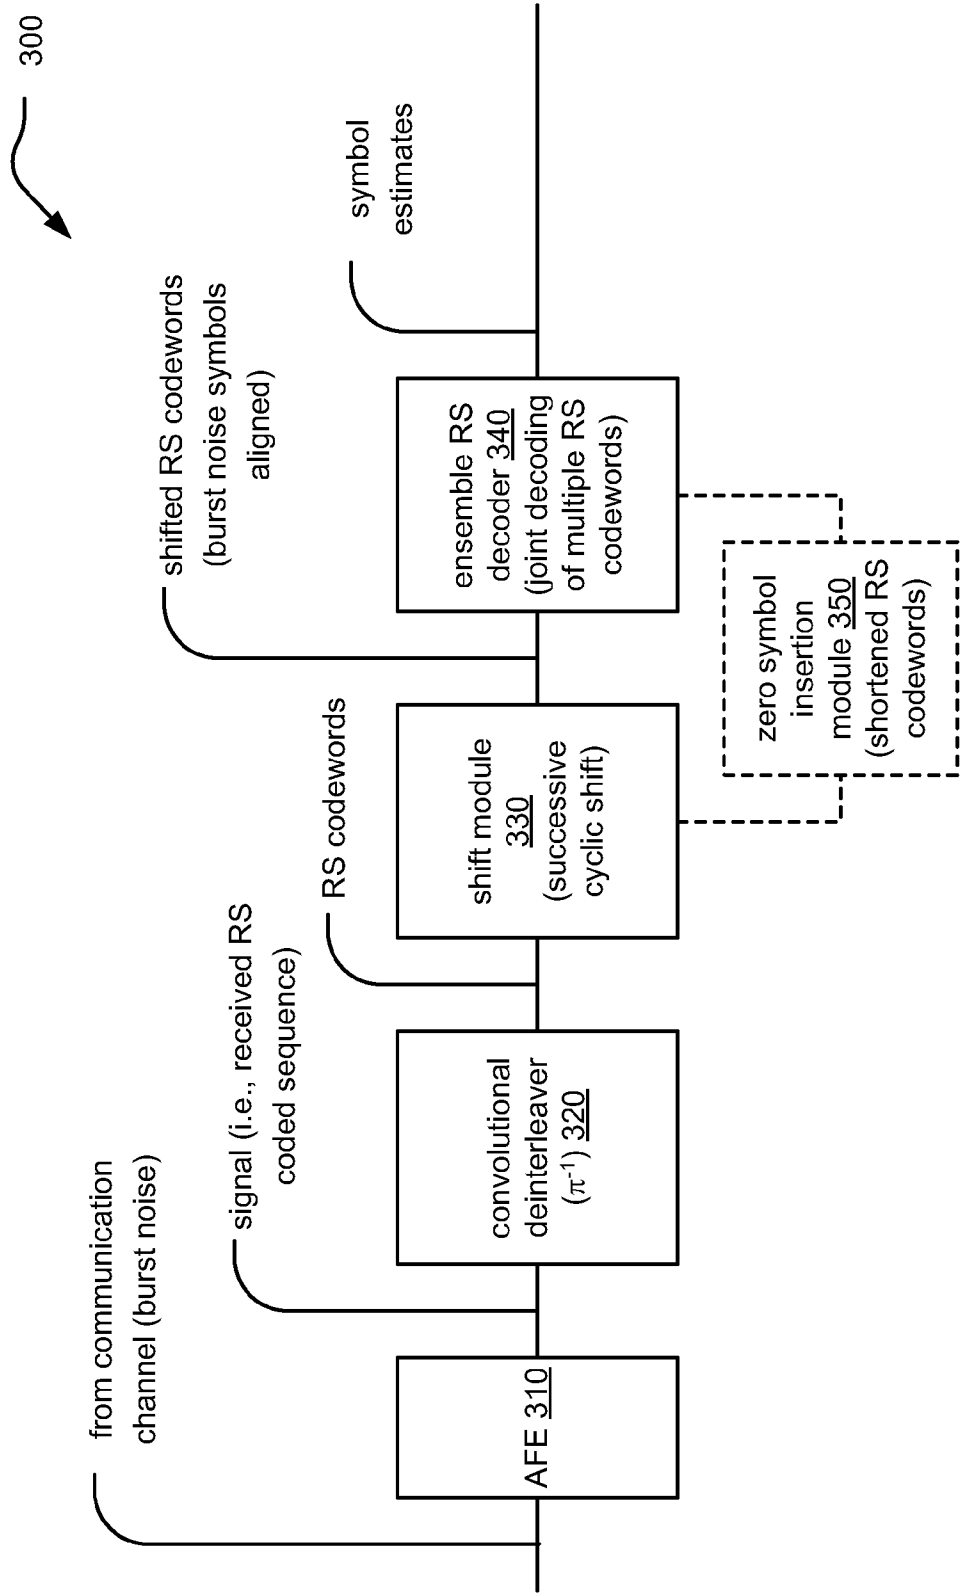 300
from communication
channel (burst noise)
signal (i.e., received RS
coded sequence)
RS codewords
shifted RS codewords
(burst noise symbols
aligned)
symbol
estimates
AFE 310
convolutional
deinterleaver
(π⁻¹) 320
shift module
330
(successive
cyclic shift)
ensemble RS
decoder 340
(joint decoding
of multiple RS
codewords)
zero symbol
insertion
module 350
(shortened RS
codewords)